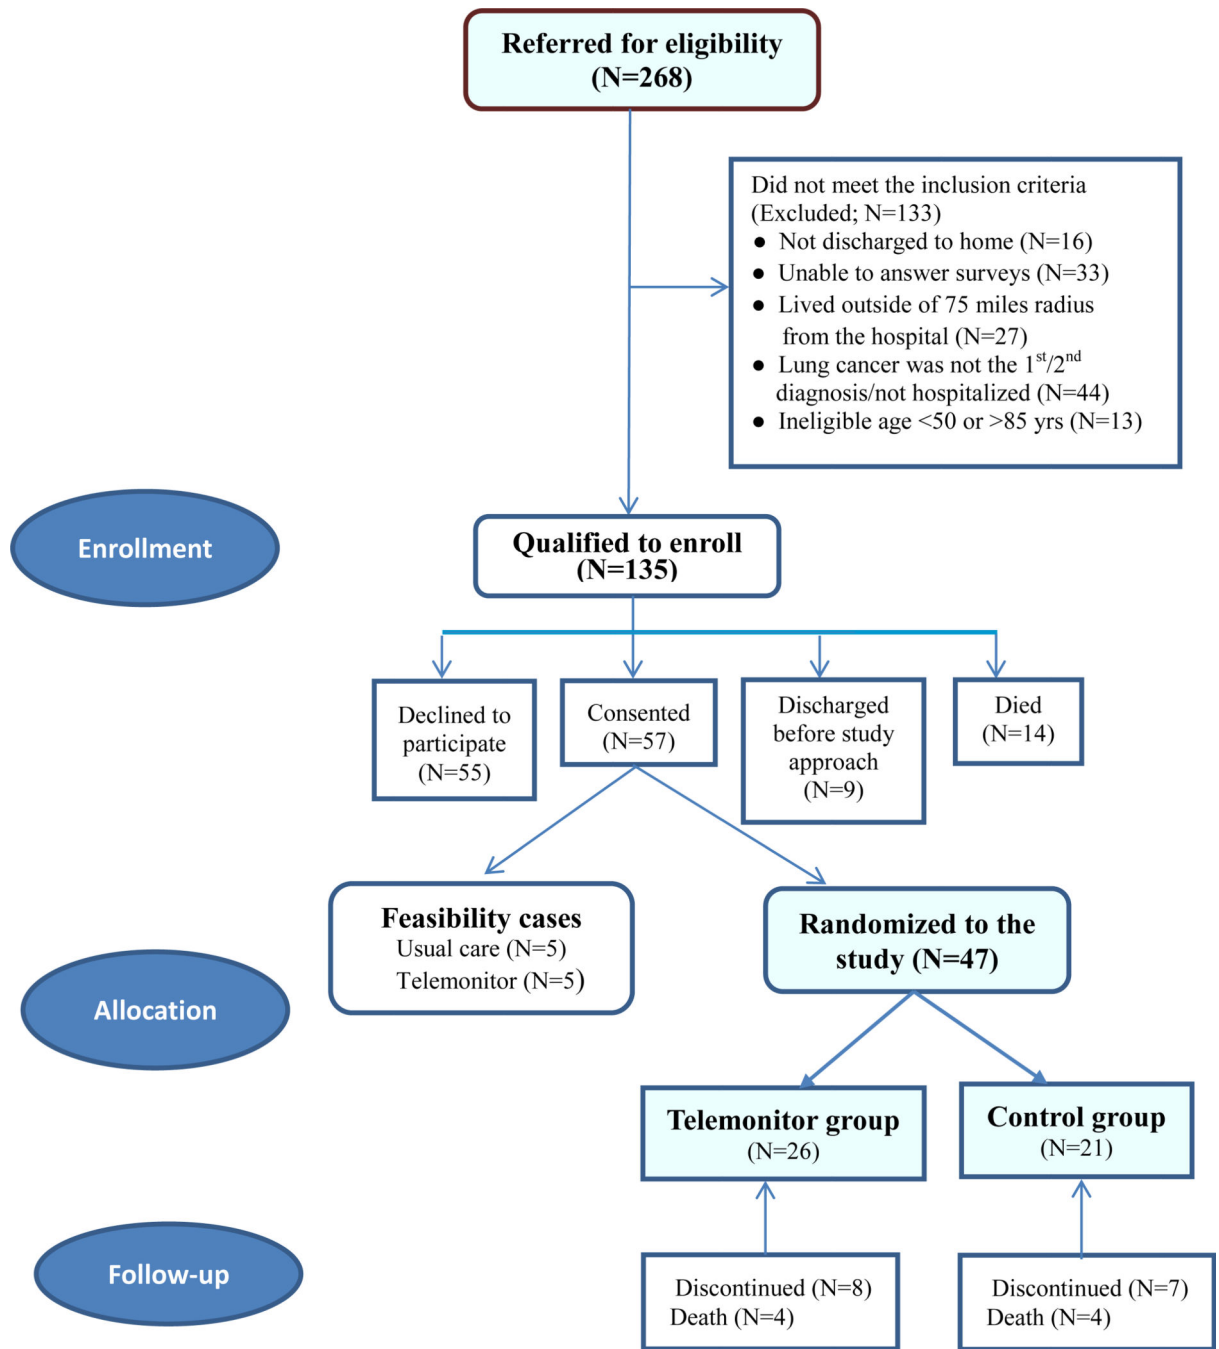 Referred for eligibility
(N=268)
Did not meet the inclusion criteria
(Excluded; N=133)
● Not discharged to home (N=16)
● Unable to answer surveys (N=33)
● Lived outside of 75 miles radius
from the hospital (N=27)
● Lung cancer was not the 1st/2nd
diagnosis/not hospitalized (N=44)
● Ineligible age <50 or >85 yrs (N=13)
Enrollment
Qualified to enroll
(N=135)
Declined to
participate
(N=55)
Consented
(N=57)
Discharged
before study
approach
(N=9)
Died
(N=14)
Feasibility cases
Usual care (N=5)
Telemonitor (N=5)
Randomized to the
study (N=47)
Allocation
Telemonitor group
(N=26)
Control group
(N=21)
Follow-up
Discontinued (N=8)
Death (N=4)
Discontinued (N=7)
Death (N=4)